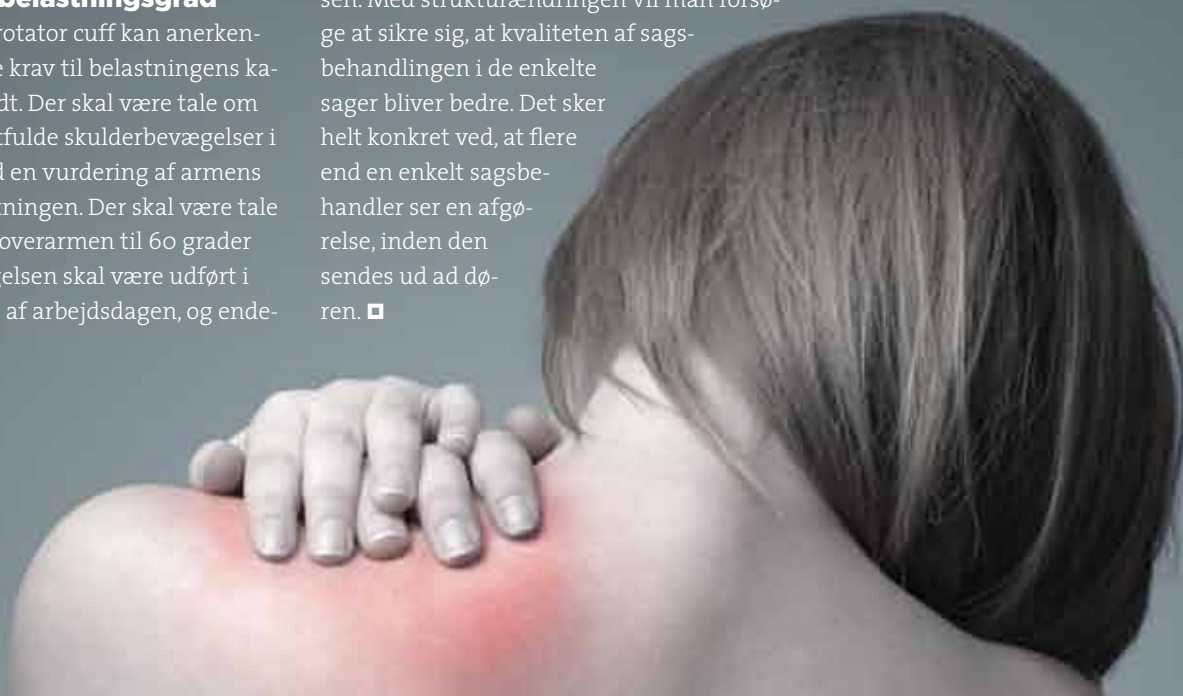 belastningsgrad
rotator cuff kan anerken-
krav til belastningens ka-
dt. Der skal være tale om
tfulde skulderbevægelser i
en vurdering af armens
tningen. Der skal være tale
overarmen til 60 grader
elsen skal være udført i
af arbejdsdagen, og ende-
sen. Med strukturændringen vil man forsø-
ge at sikre sig, at kvaliteten af sags-
behandlingen i de enkelte
sager bliver bedre. Det sker
helt konkret ved, at flere
end en enkelt sagsbe-
handler ser en afgø-
relse, inden den
sendes ud ad dø-
ren.